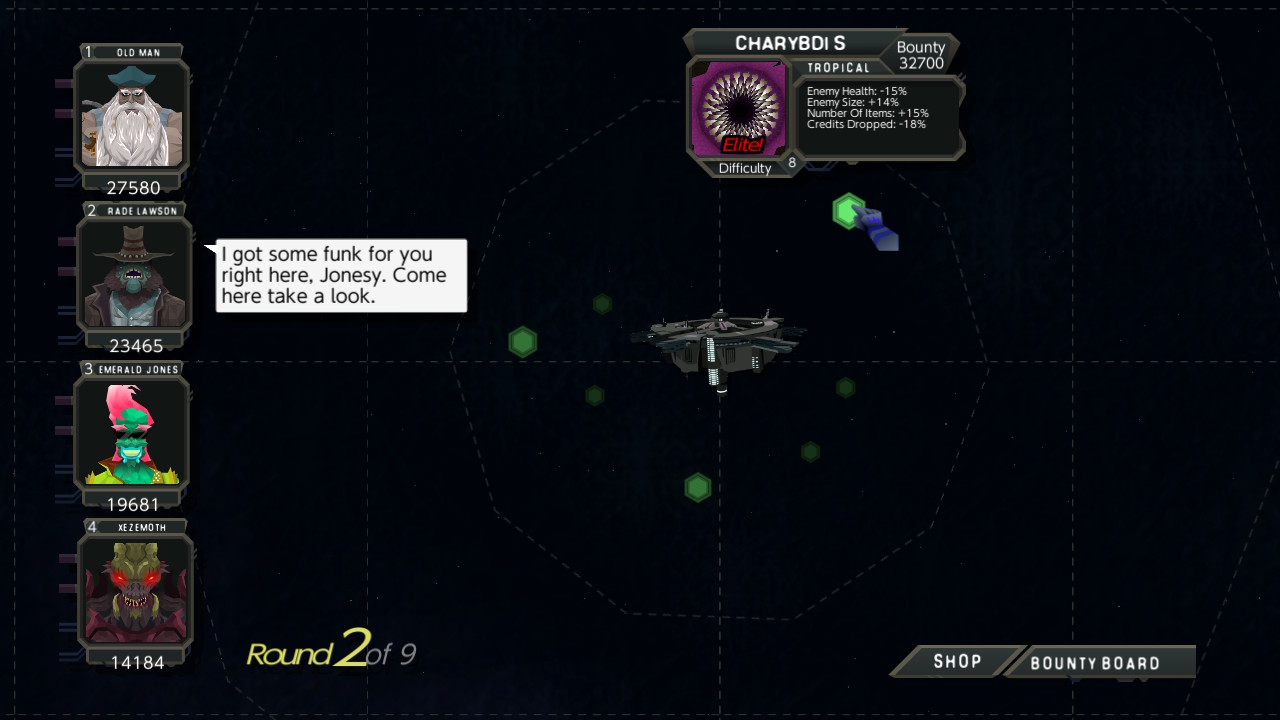 1 OLD MAN
27580
2 RADE LAWSON
23465
3 EMERALD JONES
19681
4 XEZEMOTH
14184
I got some funk for you
right here, Jonesy. Come
here take a look.
CHARYBDIS
Bounty
32700
TROPICAL
Enemy Health: -15%
Enemy Size: +14%
Number Of Items: +15%
Credits Dropped: -18%
Elite!
Difficulty 8
Round 2 of 9
SHOP
BOUNTY BOARD